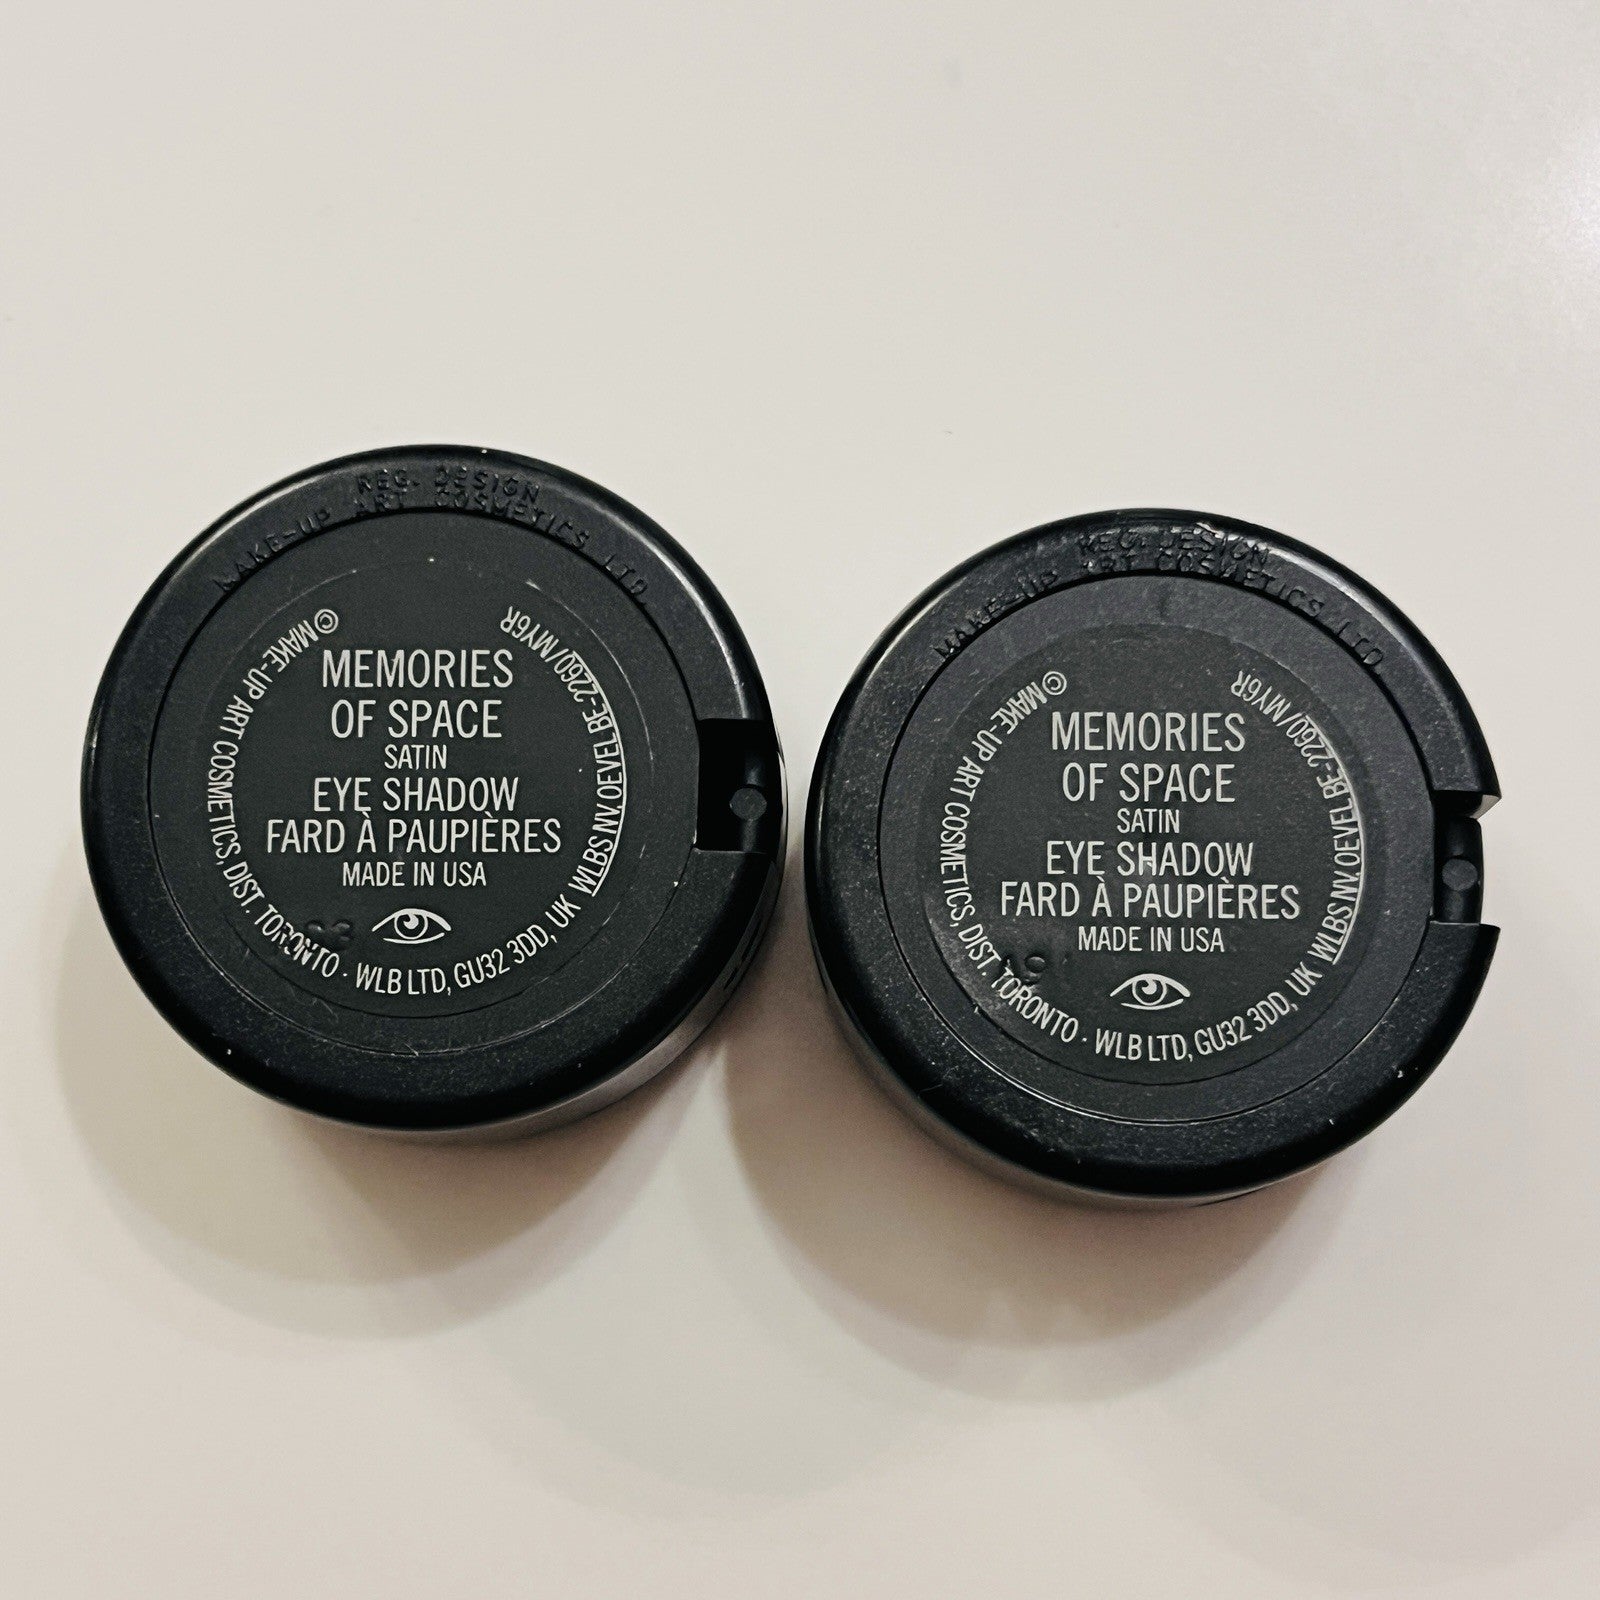 REG. DESIGN
MAKE-UP ART COSMETICS LTD.
MEMORIES
OF SPACE
SATIN
EYE SHADOW
FARD À PAUPIÈRES
MADE IN USA
©MAKE-UP ART COSMETICS, DIST. TORONTO · WLB LTD, GU32 3DD, UK WLBS NV, OEVEL BE-2260/MY6R
REG. DESIGN
MAKE-UP ART COSMETICS LTD.
MEMORIES
OF SPACE
SATIN
EYE SHADOW
FARD À PAUPIÈRES
MADE IN USA
©MAKE-UP ART COSMETICS, DIST. TORONTO · WLB LTD, GU32 3DD, UK WLBS NV, OEVEL BE-2260/MY6R